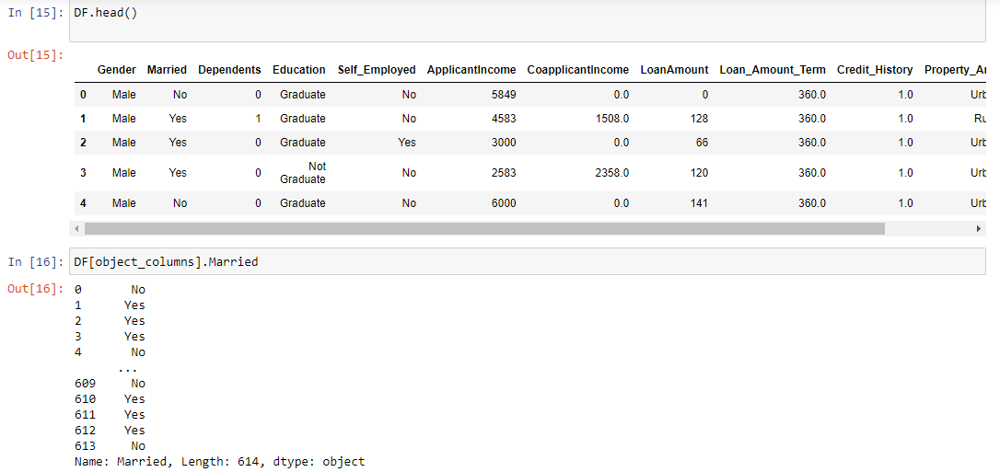 In [15]: DF.head()
Out[15]:
Gender Married Dependents Education Self_Employed ApplicantIncome CoapplicantIncome LoanAmount Loan_Amount_Term Credit_History Property_Ar
0 Male No 0 Graduate No 5849 0.0 0 360.0 1.0 Urb
1 Male Yes 1 Graduate No 4583 1508.0 128 360.0 1.0 Ru
2 Male Yes 0 Graduate Yes 3000 0.0 66 360.0 1.0 Urb
3 Male Yes 0 Not Graduate No 2583 2358.0 120 360.0 1.0 Urb
4 Male No 0 Graduate No 6000 0.0 141 360.0 1.0 Urb
In [16]: DF[object_columns].Married
Out[16]: 0 No
1 Yes
2 Yes
3 Yes
4 No
...
609 No
610 Yes
611 Yes
612 Yes
613 No
Name: Married, Length: 614, dtype: object